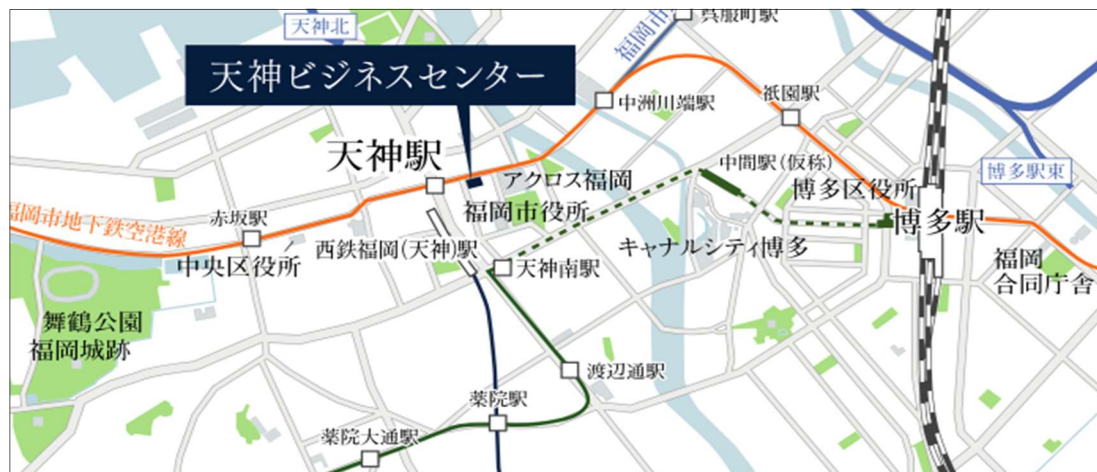 天神北
福岡市
呉服町駅
天神ビジネスセンター
中洲川端駅
祇園駅
天神駅
中間駅(仮称)
博多駅東
アクロス福岡
博多区役所
福岡市地下鉄空港線
赤坂駅
福岡市役所
博多駅
西鉄福岡(天神)駅
キャナルシティ博多
中央区役所
天神南駅
福岡
合同庁舎
舞鶴公園
福岡城跡
渡辺通駅
薬院駅
薬院大通駅